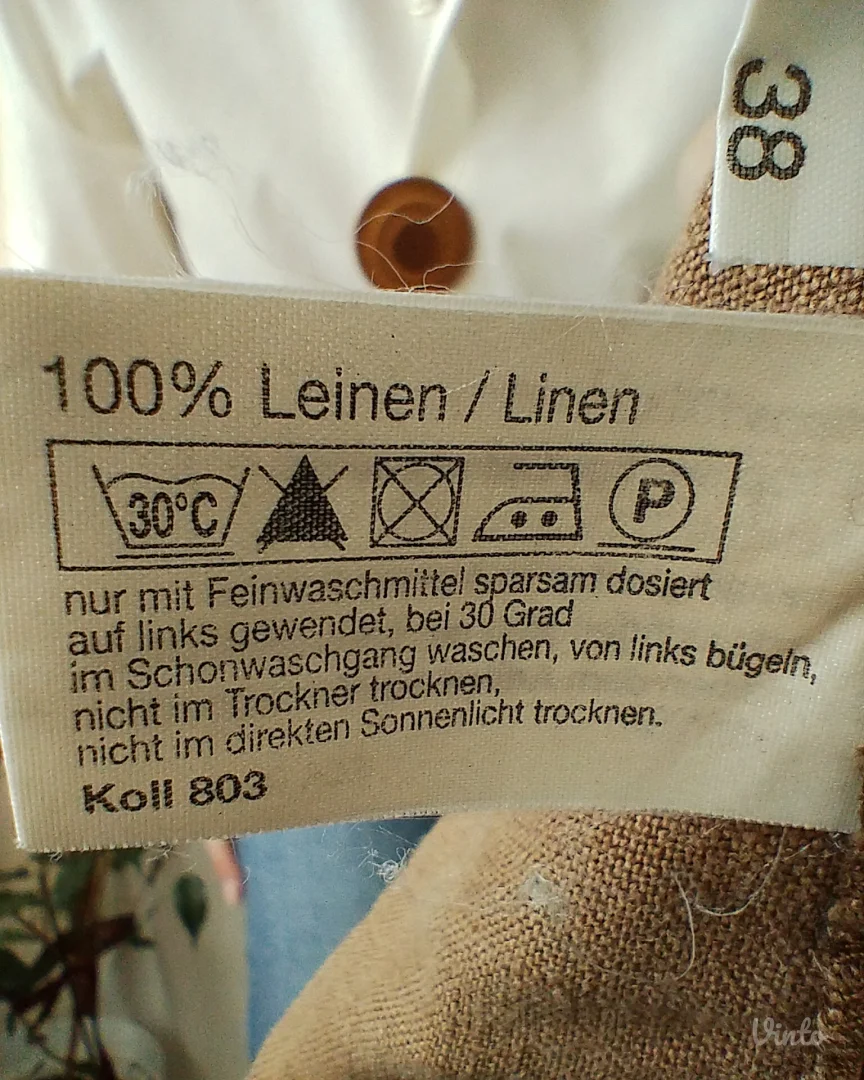 38
100% Leinen / Linen
30°C P
nur mit Feinwaschmittel sparsam dosiert
auf links gewendet, bei 30 Grad
im Schonwaschgang waschen, von links bügeln,
nicht im Trockner trocknen,
nicht im direkten Sonnenlicht trocknen.
Koll 803
Vinto